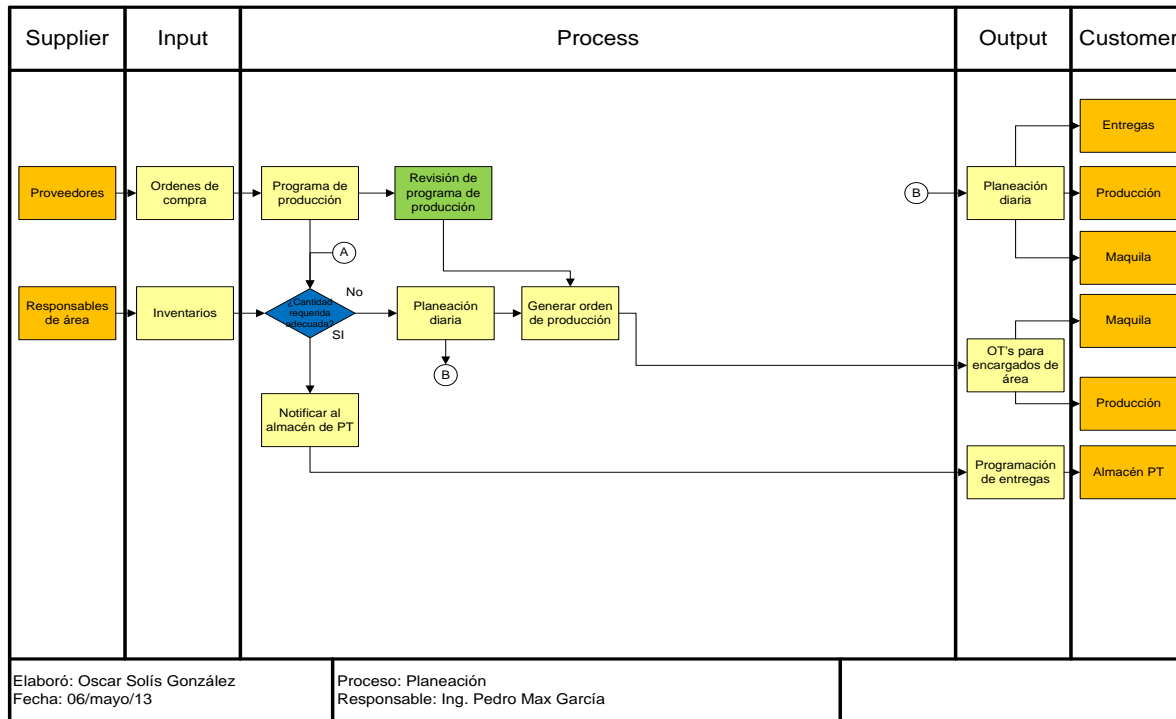 Supplier
Input
Process
Output
Customer
Entregas
Proveedores
Ordenes de
compra
Programa de
producción
Revisión de
programa de
producción
B
Planeación
diaria
Producción
A
Maquila
Responsables
de área
Inventarios
¿Cantidad
requerida
adecuada?
No
SI
Planeación
diaria
Generar orden
de producción
Maquila
B
OT's para
encargados de
área
Notificar al
almacén de PT
Producción
Programación
de entregas
Almacén PT
Elaboró: Oscar Solís González
Fecha: 06/mayo/13
Proceso: Planeación
Responsable: Ing. Pedro Max García